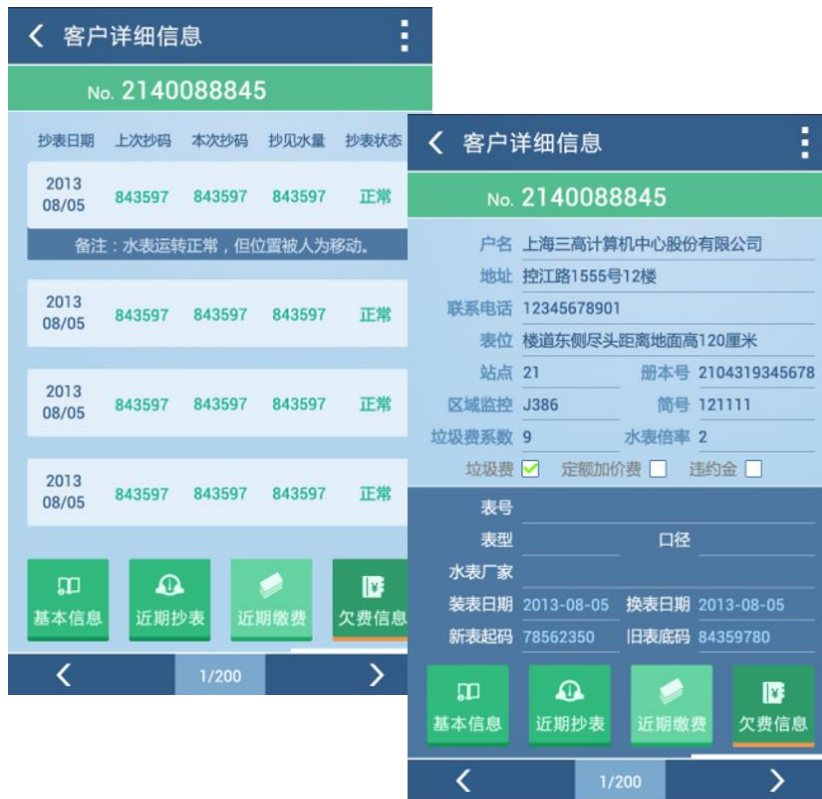 客户详细信息
No. 2140088845
抄表日期 上次抄码 本次抄码 抄见水量 抄表状态
2013
08/05
843597 843597 843597 正常
备注：水表运转正常，但位置被人为移动。
2013
08/05
843597 843597 843597 正常
2013
08/05
843597 843597 843597 正常
2013
08/05
843597 843597 843597 正常
基本信息 近期抄表 近期缴费 欠费信息
1/200
客户详细信息
No. 2140088845
户名 上海三高计算机中心股份有限公司
地址 控江路1555号12楼
联系电话 12345678901
表位 楼道东侧尽头距离地面高120厘米
站点 21 册本号 2104319345678
区域监控 J386 简号 121111
垃圾费系数 9 水表倍率 2
垃圾费 定额加价费 违约金
表号
表型 口径
水表厂家
装表日期 2013-08-05 换表日期 2013-08-05
新表起码 78562350 旧表底码 84359780
基本信息 近期抄表 近期缴费 欠费信息
1/200